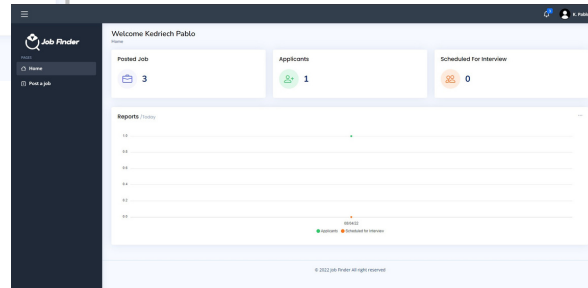 K. Pablo
Job Finder
PAGES
Home
Post a job
Welcome Kedriech Pablo
Home
Posted Job
3
Applicants
1
Scheduled for Interview
0
Reports /Today
1.0
0.8
0.6
0.4
0.2
0.0
Applicants Scheduled for Interview
© 2022 Job Finder All right reserved